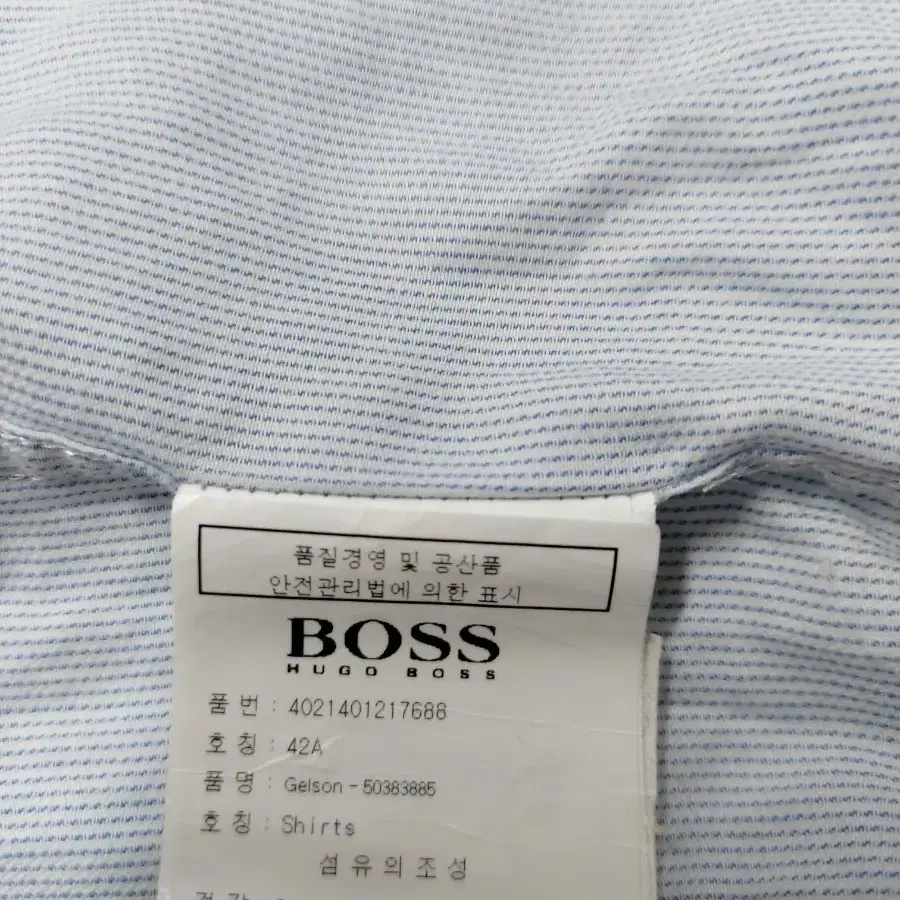 품질경영 및 공산품
안전관리법에 의한 표시
BOSS
HUGO BOSS
품 번 : 4021401217688
호 칭 : 42A
품 명 : Gelson - 50383885
호 칭 : Shirts
섬유의조성